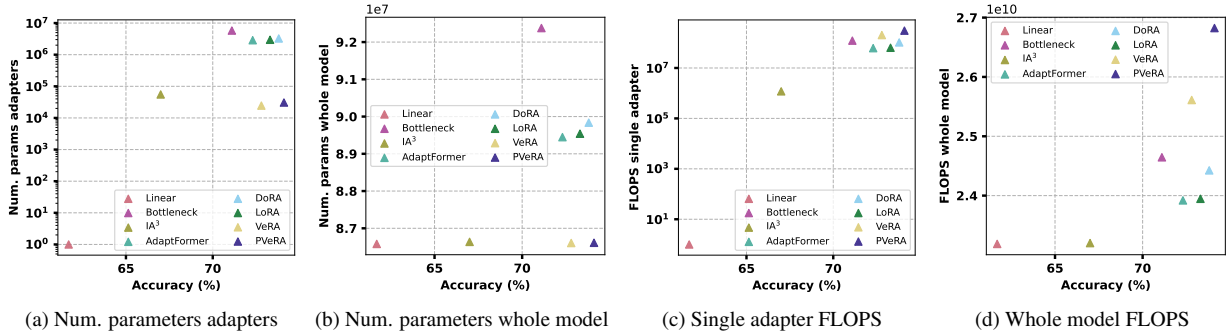 10⁷
10⁶
10⁵
10⁴
10³
10²
10¹
10⁰
Num. params adapters
Linear
Bottleneck
IA³
AdaptFormer
DoRA
LoRA
VeRA
PVeRA
65
70
Accuracy (%)
(a) Num. parameters adapters
1e7
9.2
9.0
8.9
8.7
Num. params whole model
Linear
Bottleneck
IA³
AdaptFormer
DoRA
LoRA
VeRA
PVeRA
65
70
Accuracy (%)
(b) Num. parameters whole model
10⁷
10⁵
10³
10¹
FLOPS single adapter
Linear
Bottleneck
IA³
AdaptFormer
DoRA
LoRA
VeRA
PVeRA
65
70
Accuracy (%)
(c) Single adapter FLOPS
1e10
2.7
2.6
2.5
2.4
FLOPS whole model
Linear
Bottleneck
IA³
AdaptFormer
DoRA
LoRA
VeRA
PVeRA
65
70
Accuracy (%)
(d) Whole model FLOPS